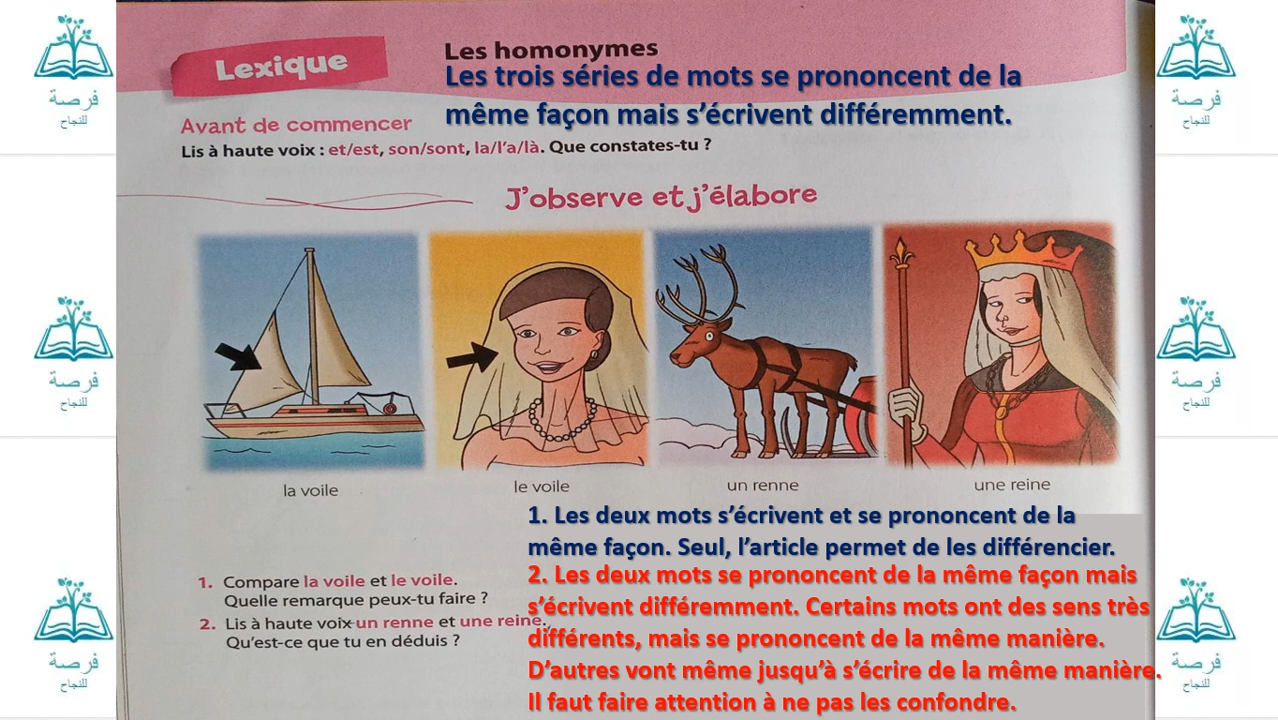 Lexique
Les homonymes
Les trois séries de mots se prononcent de la
même façon mais s’écrivent différemment.
Avant de commencer
Lis à haute voix : et/est, son/sont, la/l’a/là. Que constates-tu ?
J’observe et j’élabore
la voile
le voile
un renne
une reine
1. Les deux mots s’écrivent et se prononcent de la
même façon. Seul, l’article permet de les différencier.
1. Compare la voile et le voile.
Quelle remarque peux-tu faire ?
2. Lis à haute voix un renne et une reine.
Qu’est-ce que tu en déduis ?
2. Les deux mots se prononcent de la même façon mais
s’écrivent différemment. Certains mots ont des sens très
différents, mais se prononcent de la même manière.
D’autres vont même jusqu’à s’écrire de la même manière.
Il faut faire attention à ne pas les confondre.
فرصة
للنجاح
فرصة
للنجاح
فرصة
للنجاح
فرصة
للنجاح
فرصة
للنجاح
فرصة
للنجاح